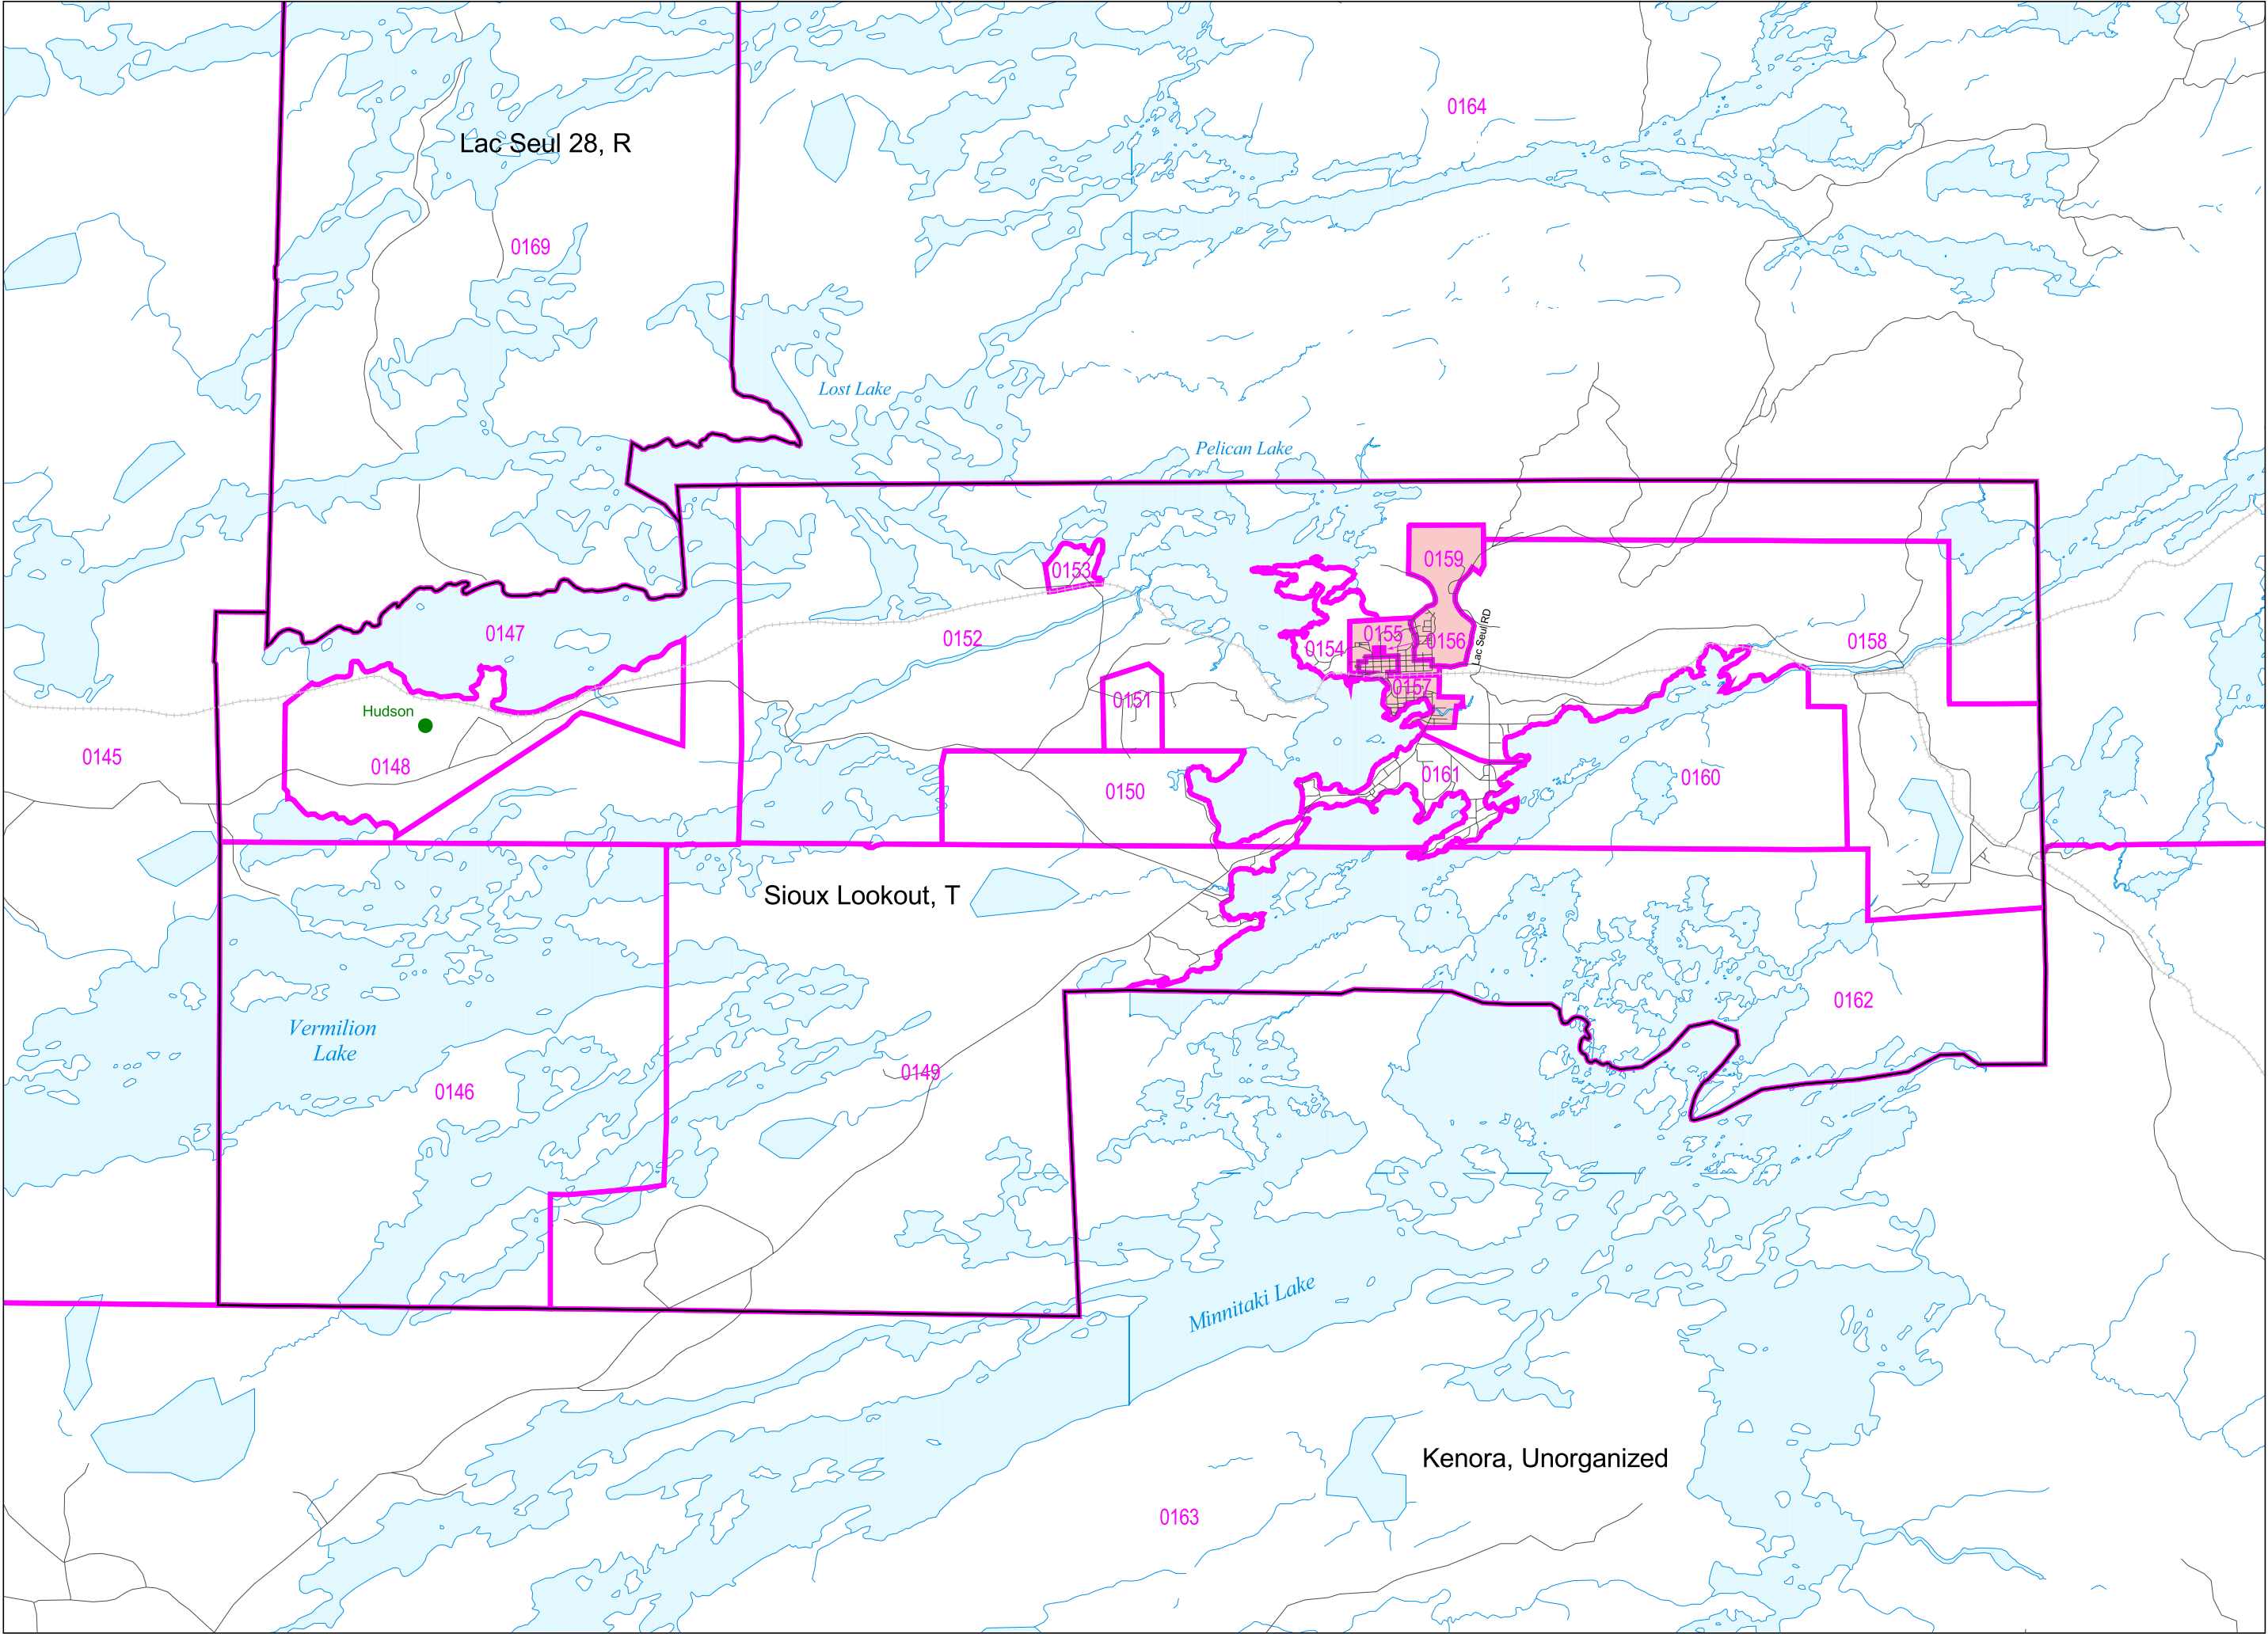 0164
Lac Seul 28, R
0169
Lost Lake
Pelican Lake
0159
0153
0147
0152
0154
0155
0156
Lac Seul RD
0158
0157
0151
Hudson
0145
0148
0150
0161
0160
Sioux Lookout, T
0162
Vermilion
Lake
0149
0146
Minnitaki Lake
Kenora, Unorganized
0163